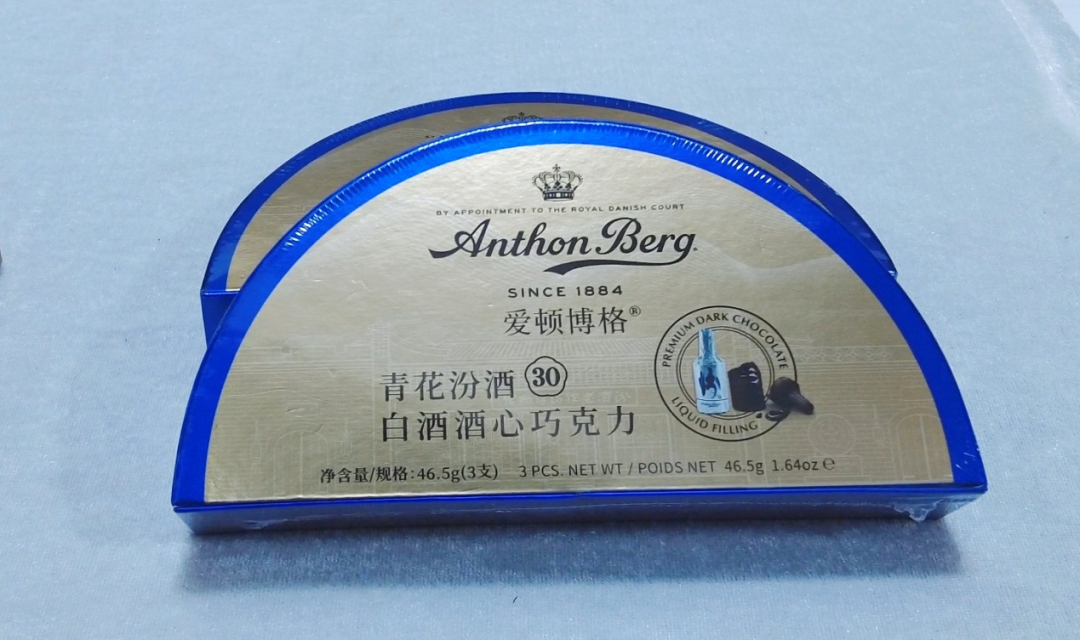 BY APPOINTMENT TO THE ROYAL DANISH COURT
Anthon Berg
SINCE 1884
爱顿博格®
青花汾酒 30
白酒酒心巧克力
PREMIUM DARK CHOCOLATE
LIQUID FILLING
净含量/规格:46.5g(3支) 3 PCS. NET WT / POIDS NET 46.5g 1.64oz ℮